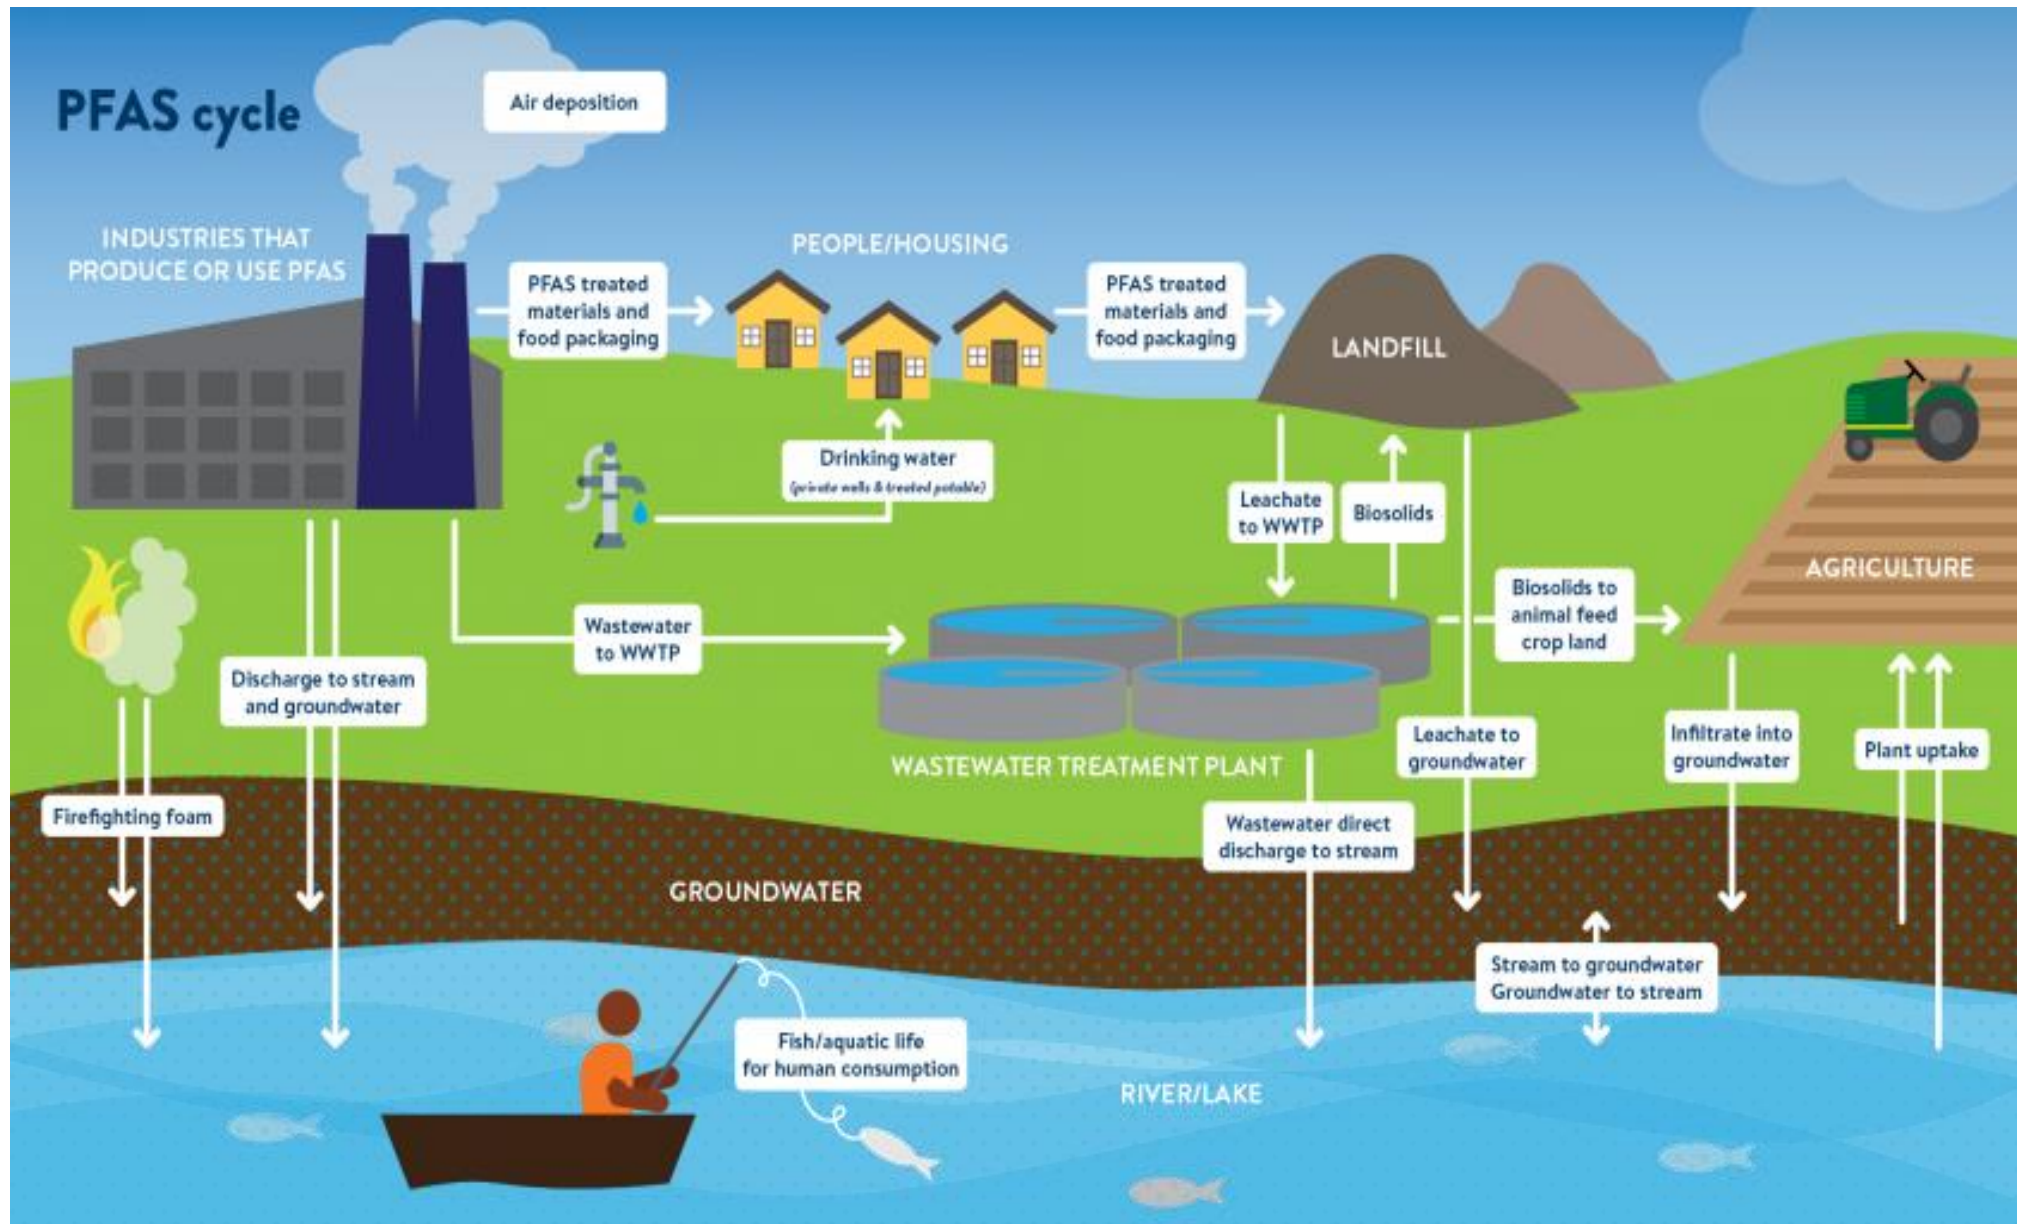 PFAS cycle
Air deposition
INDUSTRIES THAT
PRODUCE OR USE PFAS
PFAS treated
materials and
food packaging
PEOPLE/HOUSING
PFAS treated
materials and
food packaging
LANDFILL
Drinking water
(private wells & treated potable)
Leachate
to WWTP
Biosolids
AGRICULTURE
Biosolids to
animal feed
crop land
Wastewater
to WWTP
Discharge to stream
and groundwater
WASTEWATER TREATMENT PLANT
Leachate to
groundwater
Infiltrate into
groundwater
Plant uptake
Firefighting foam
Wastewater direct
discharge to stream
GROUNDWATER
Stream to groundwater
Groundwater to stream
Fish/aquatic life
for human consumption
RIVER/LAKE